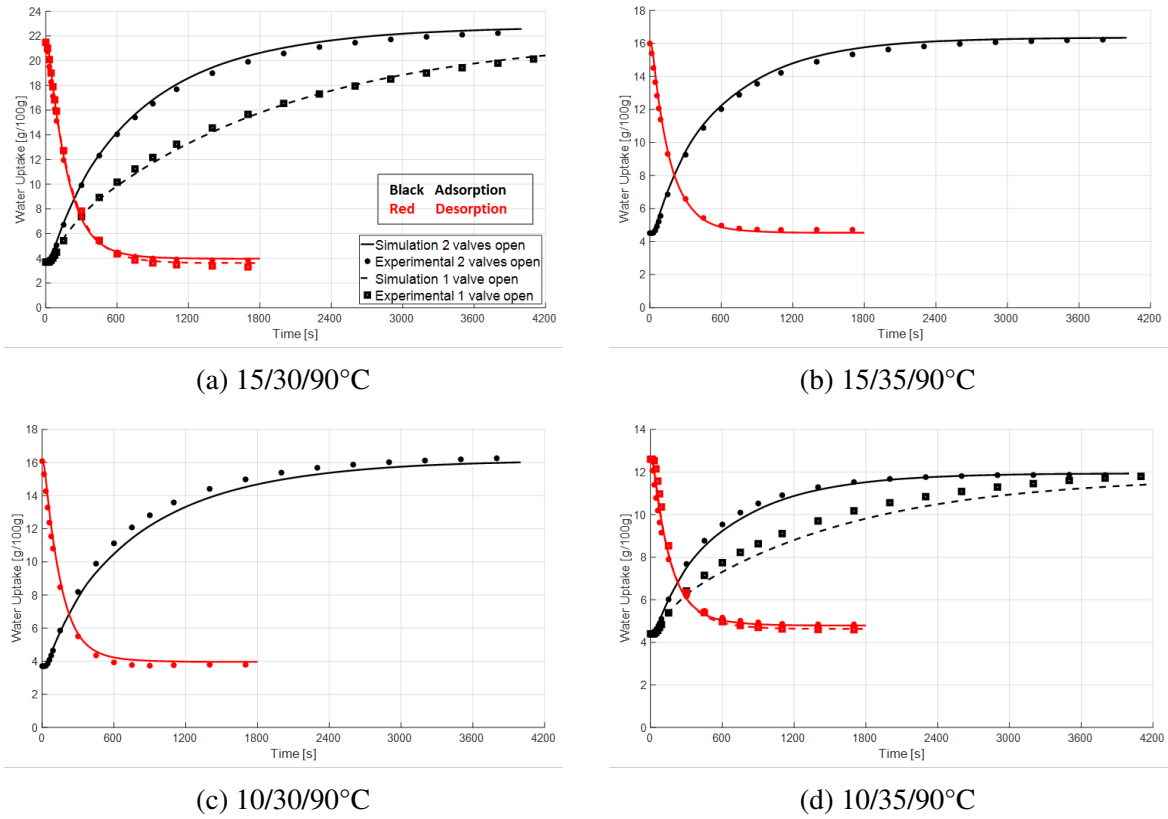 24
22
20
18
16
14
12
10
8
6
4
2
0
Water Uptake [g/100g]
Black Adsorption
Red Desorption
Simulation 2 valves open
Experimental 2 valves open
Simulation 1 valve open
Experimental 1 valve open
0 600 1200 1800 2400 3000 3600 4200
Time [s]
(a) 15/30/90°C
18
16
14
12
10
8
6
4
2
0
Water Uptake [g/100g]
0 600 1200 1800 2400 3000 3600 4200
Time [s]
(b) 15/35/90°C
18
16
14
12
10
8
6
4
2
0
Water Uptake [g/100g]
0 600 1200 1800 2400 3000 3600 4200
Time [s]
(c) 10/30/90°C
14
12
10
8
6
4
2
0
Water Uptake [g/100g]
0 600 1200 1800 2400 3000 3600 4200
Time [s]
(d) 10/35/90°C